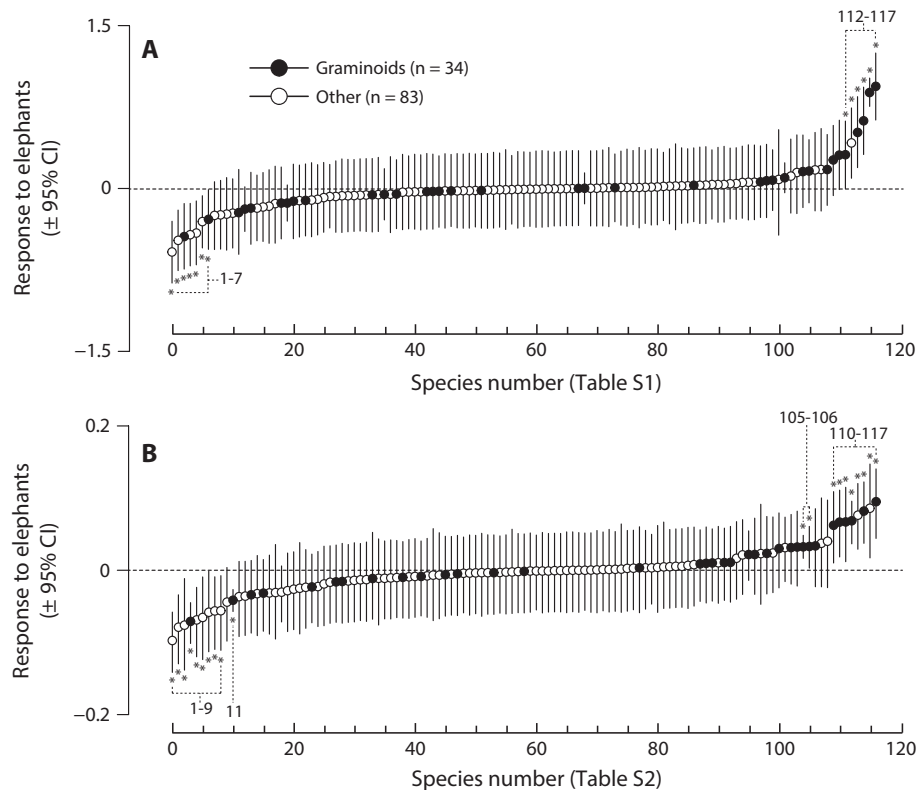 1.5
A
112-117
Graminoids (n = 34)
Other (n = 83)
Response to elephants
(± 95% CI)
0
* * * * * * *
* * * * * *
1-7
−1.5
0 20 40 60 80 100
Species number (Table S1)
0.2
B
105-106
110-117
Response to elephants
(± 95% CI)
0
1-9
11
−0.2
0 20 40 60 80 100
Species number (Table S2)